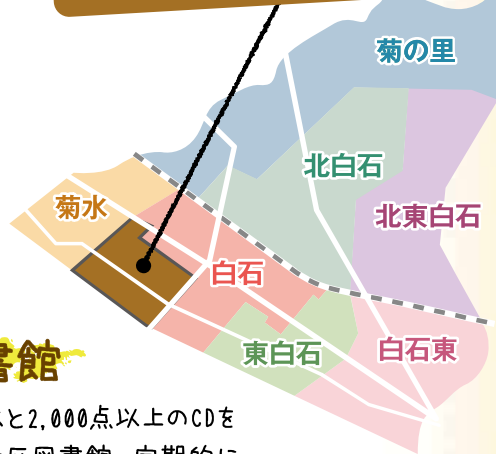 菊の里
北白石
菊水
北東白石
白石
東白石
白石東
書館
と2,000点以上のCDを